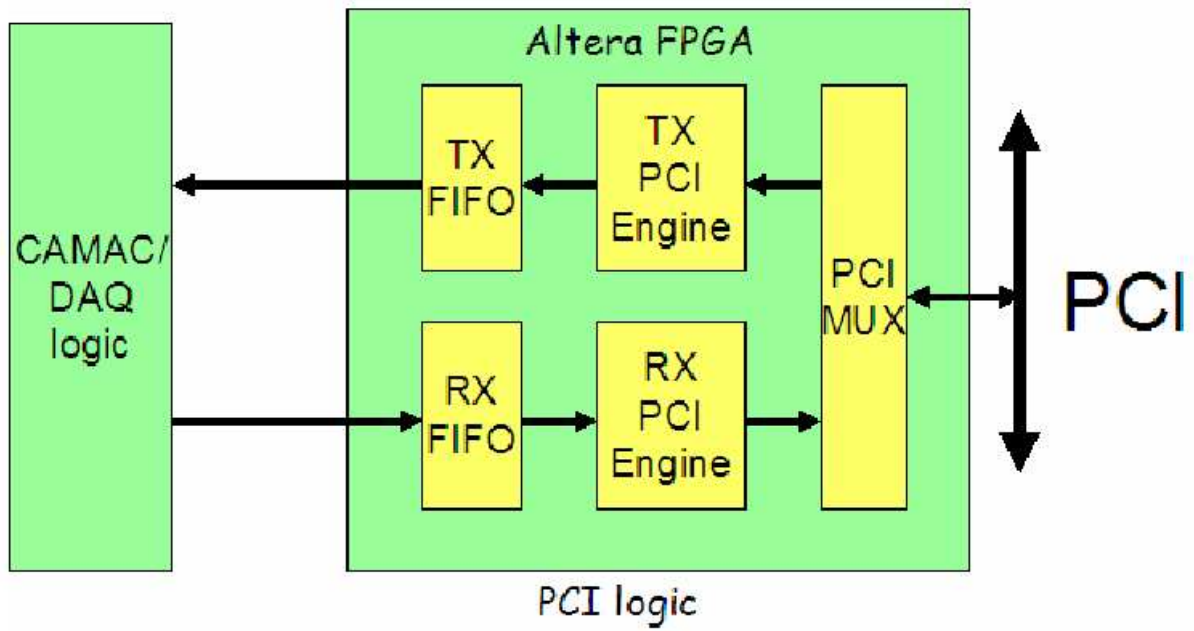 Altera FPGA
TX
FIFO
TX
PCI
Engine
CAMAC/
DAQ
logic
PCI
MUX
PCI
RX
FIFO
RX
PCI
Engine
PCI logic